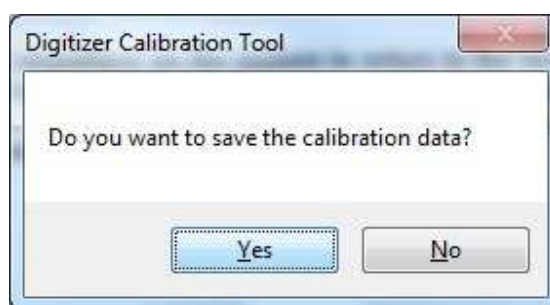 Digitizer Calibration Tool
Do you want to save the calibration data?
Yes
No